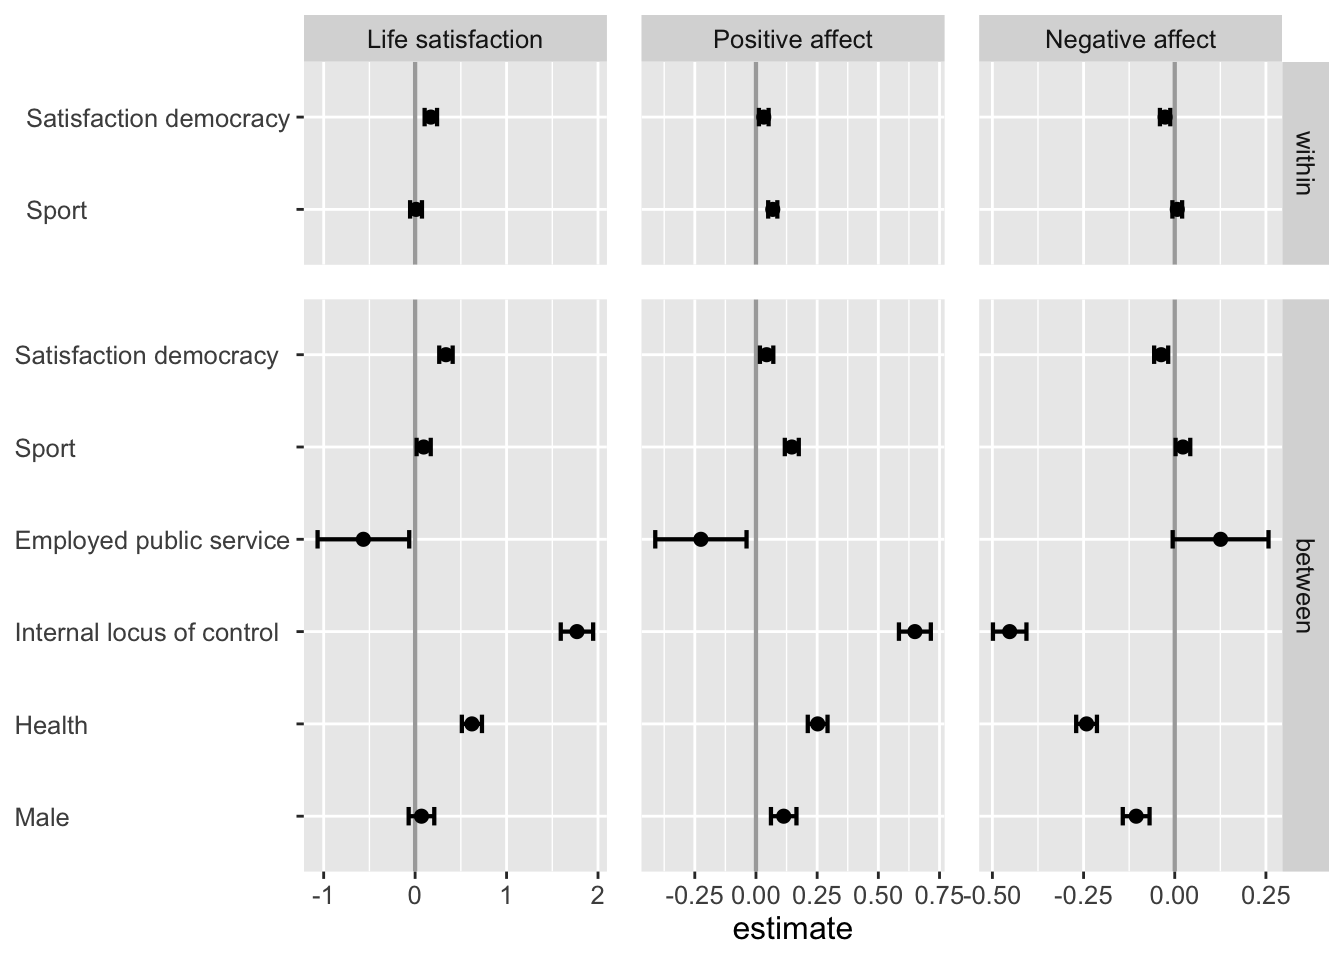 Life satisfaction
Positive affect
Negative affect
Satisfaction democracy
Sport
within
Satisfaction democracy
Sport
Employed public service
Internal locus of control
Health
Male
between
-1 0 1 2
-0.25 0.00 0.25 0.50 0.75
-0.50 -0.25 0.00 0.25
estimate